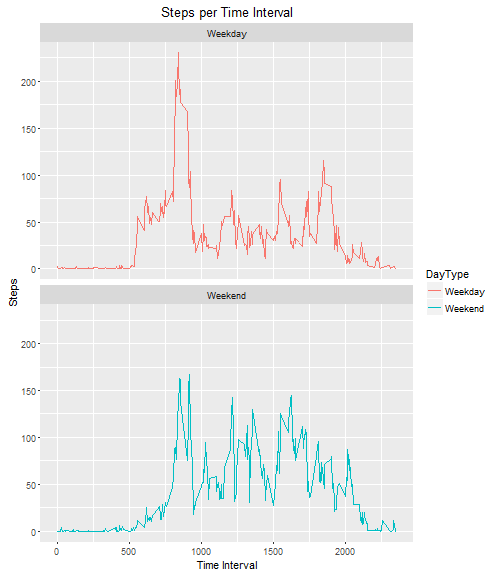 Steps per Time Interval
Weekday
200
150
100
50
0
Weekend
200
150
100
50
0
Steps
0
500
1000
1500
2000
Time Interval
DayType
Weekday
Weekend